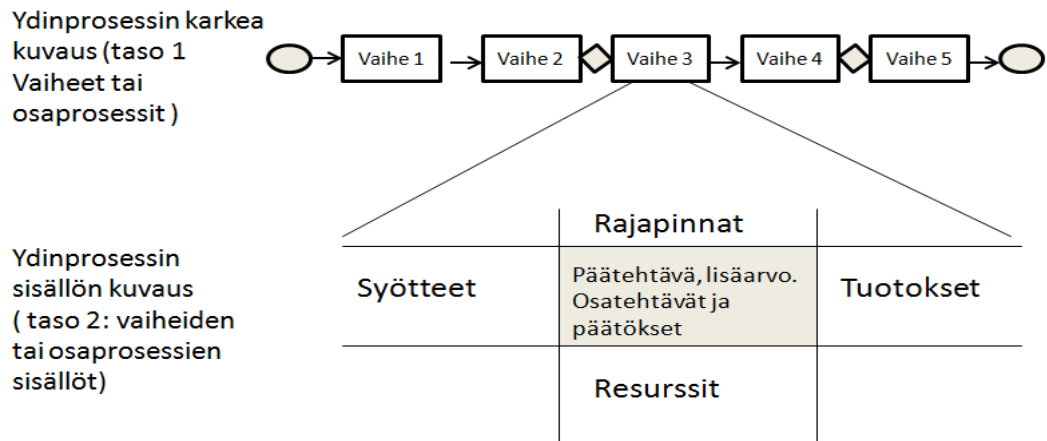 Ydinprosessin karkea
kuvaus (taso 1
Vaiheet tai
osaprosessit )
Vaihe 1
Vaihe 2
Vaihe 3
Vaihe 4
Vaihe 5
Ydinprosessin
sisällön kuvaus
( taso 2: vaiheiden
tai osaprosessien
sisällöt)
Rajapinnat
Syötteet
Päätehtävä, lisäarvo.
Osatehtävät ja
päätökset
Tuotokset
Resurssit